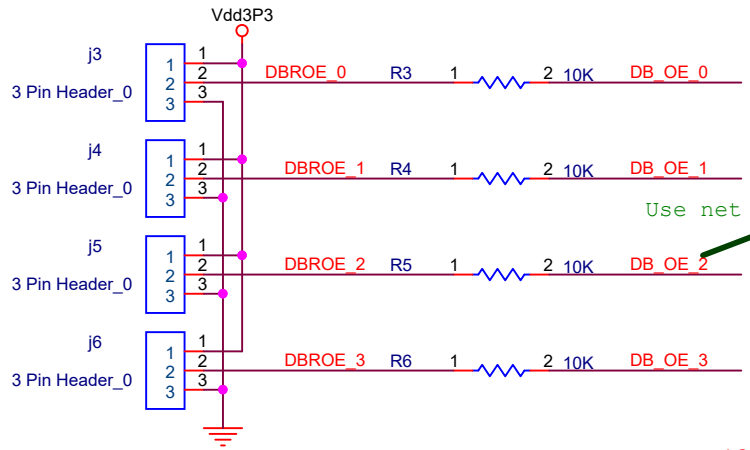 Vdd3P3
j3
3 Pin Header_0
1 1
2 2
3 3
DBROE_0 R3 1 2 10K DB_OE_0
j4
3 Pin Header_0
1 1
2 2
3 3
DBROE_1 R4 1 2 10K DB_OE_1
Use net
j5
3 Pin Header_0
1 1
2 2
3 3
DBROE_2 R5 1 2 10K DB_OE_2
j6
3 Pin Header_0
1 1
2 2
3 3
DBROE_3 R6 1 2 10K DB_OE_3